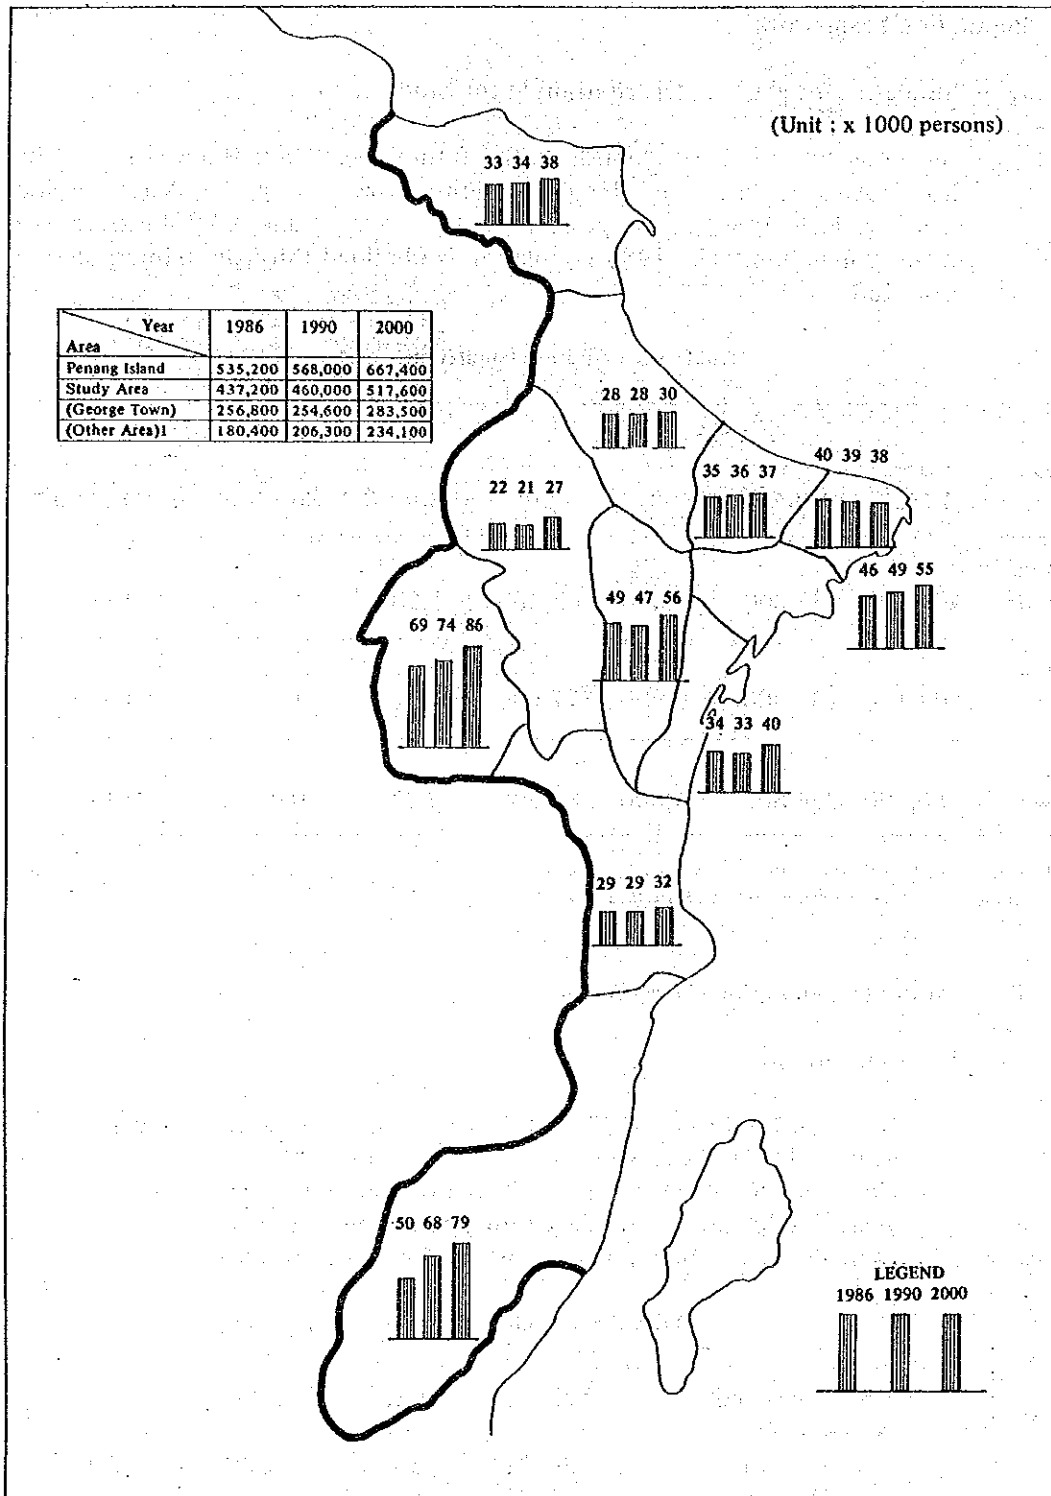 (Unit : x 1000 persons)
33 34 38
Year 1986 1990 2000
Area
Penang Island 535,200 568,000 667,400
Study Area 437,200 460,000 517,600
(George Town) 256,800 254,600 283,500
(Other Area)1 180,400 206,300 234,100
28 28 30
40 39 38
35 36 37
22 21 27
46 49 55
49 47 56
69 74 86
34 33 40
29 29 32
50 68 79
LEGEND
1986 1990 2000